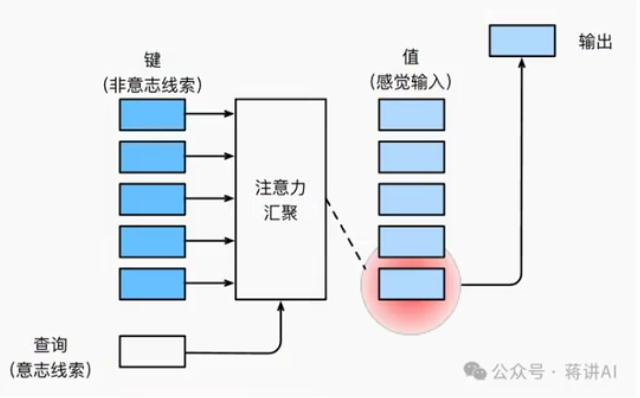 键
（非意志线索）
值
（感觉输入）
输出
注意力
汇聚
查询
（意志线索）
公众号 · 蒋讲AI